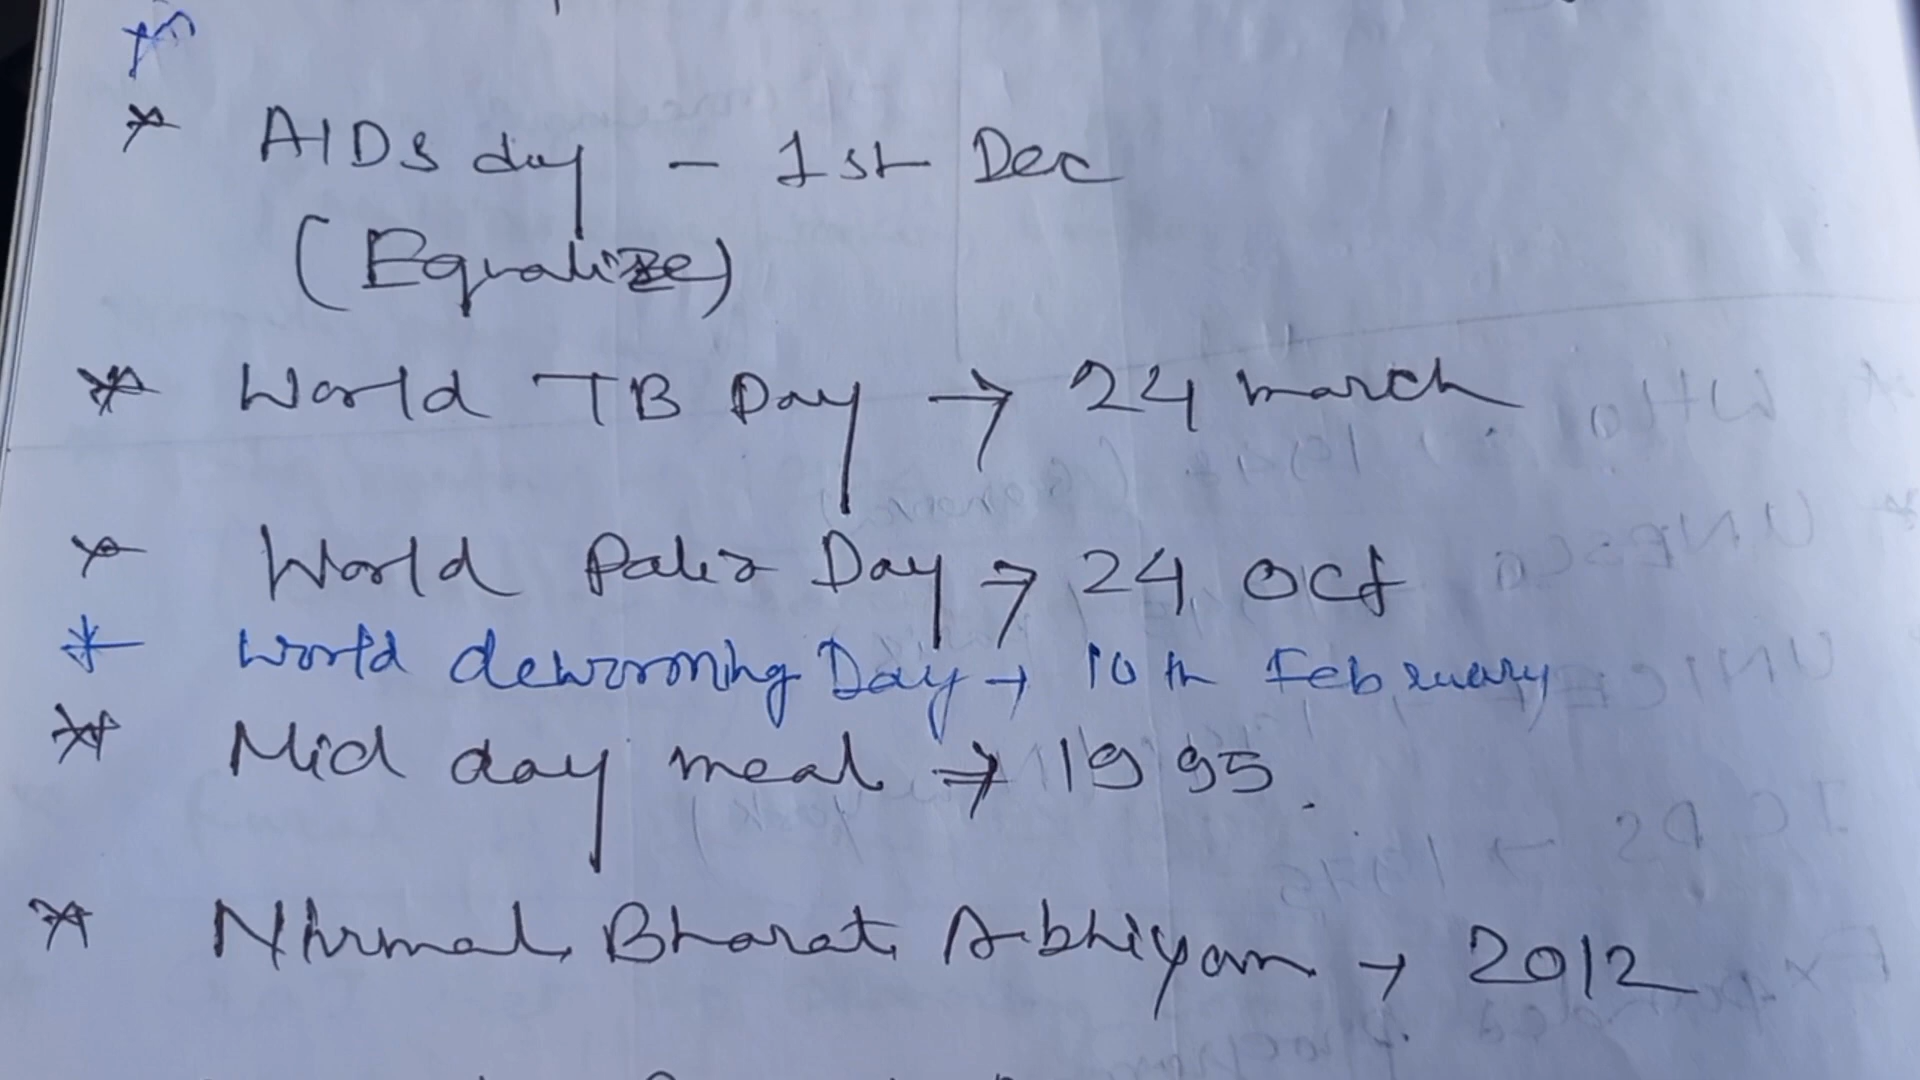 * AIDS day - 1st Dec
(Equalize)
* World TB Day → 24 march
* World Polio Day → 24 Oct
* World deworming Day → 10th February
* Mid day meal → 1995.
* Nirmal Bharat Abhiyan → 2012